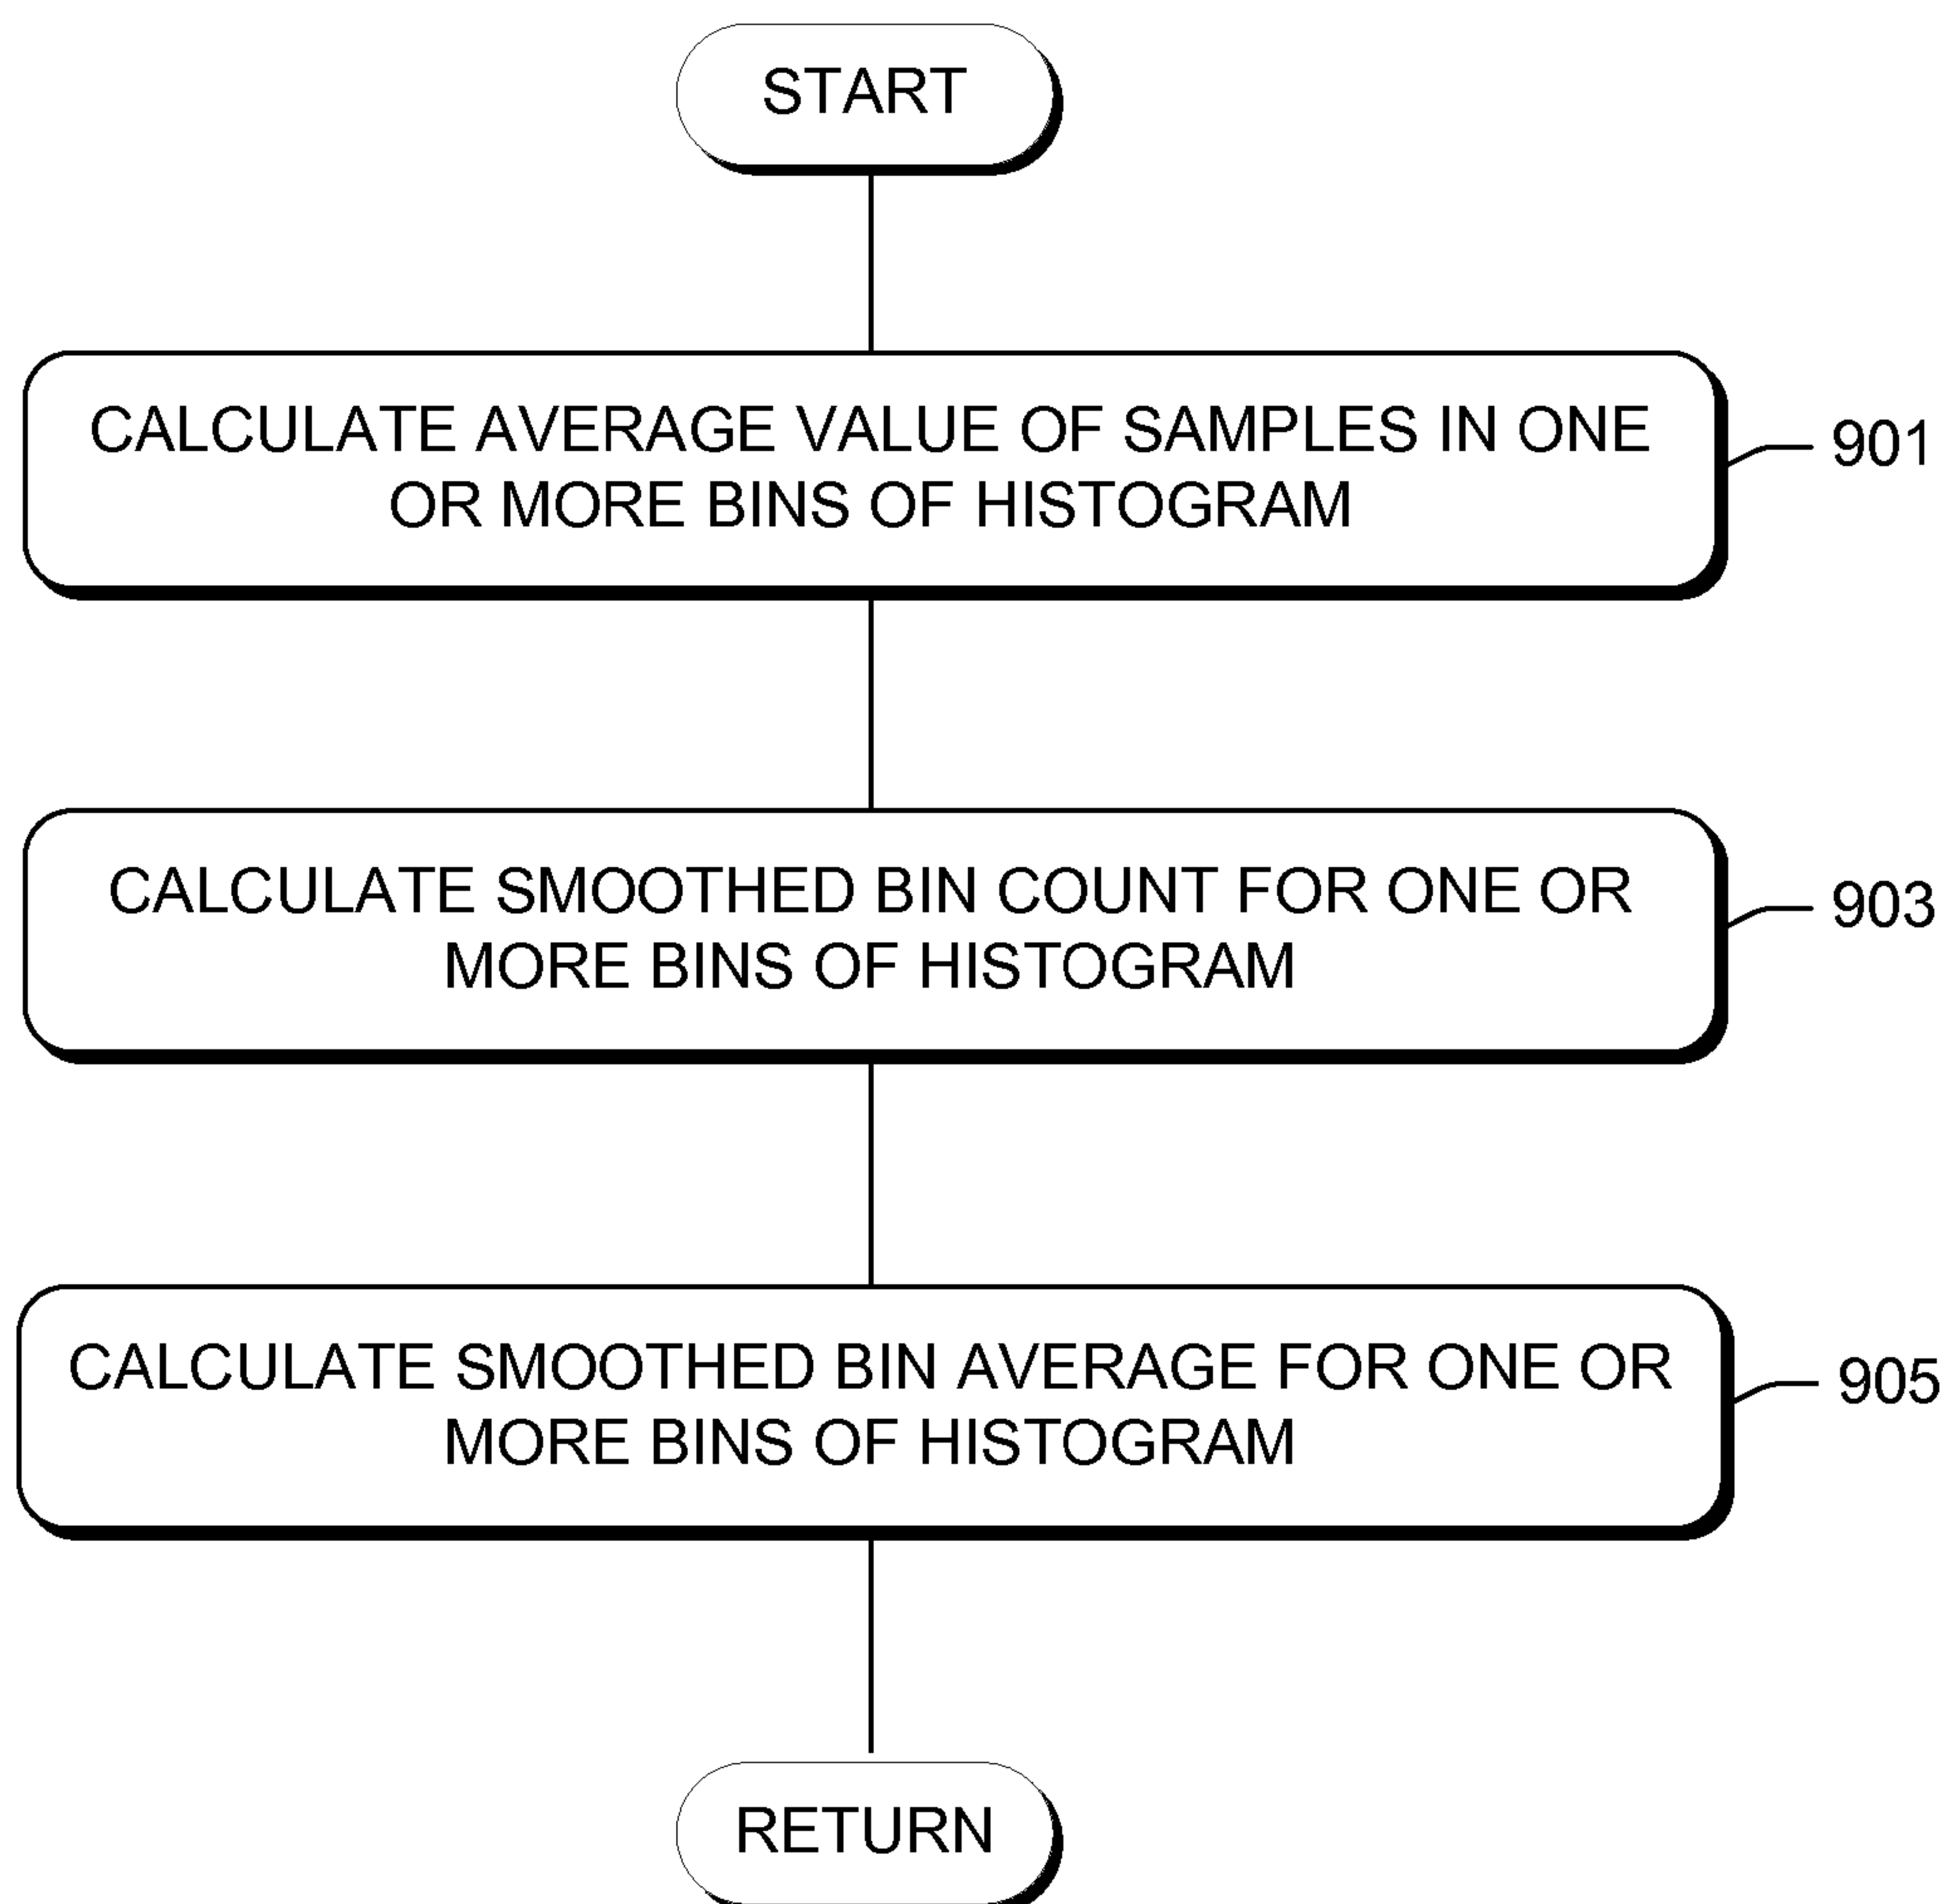 START
CALCULATE AVERAGE VALUE OF SAMPLES IN ONE
OR MORE BINS OF HISTOGRAM
901
CALCULATE SMOOTHED BIN COUNT FOR ONE OR
MORE BINS OF HISTOGRAM
903
CALCULATE SMOOTHED BIN AVERAGE FOR ONE OR
MORE BINS OF HISTOGRAM
905
RETURN